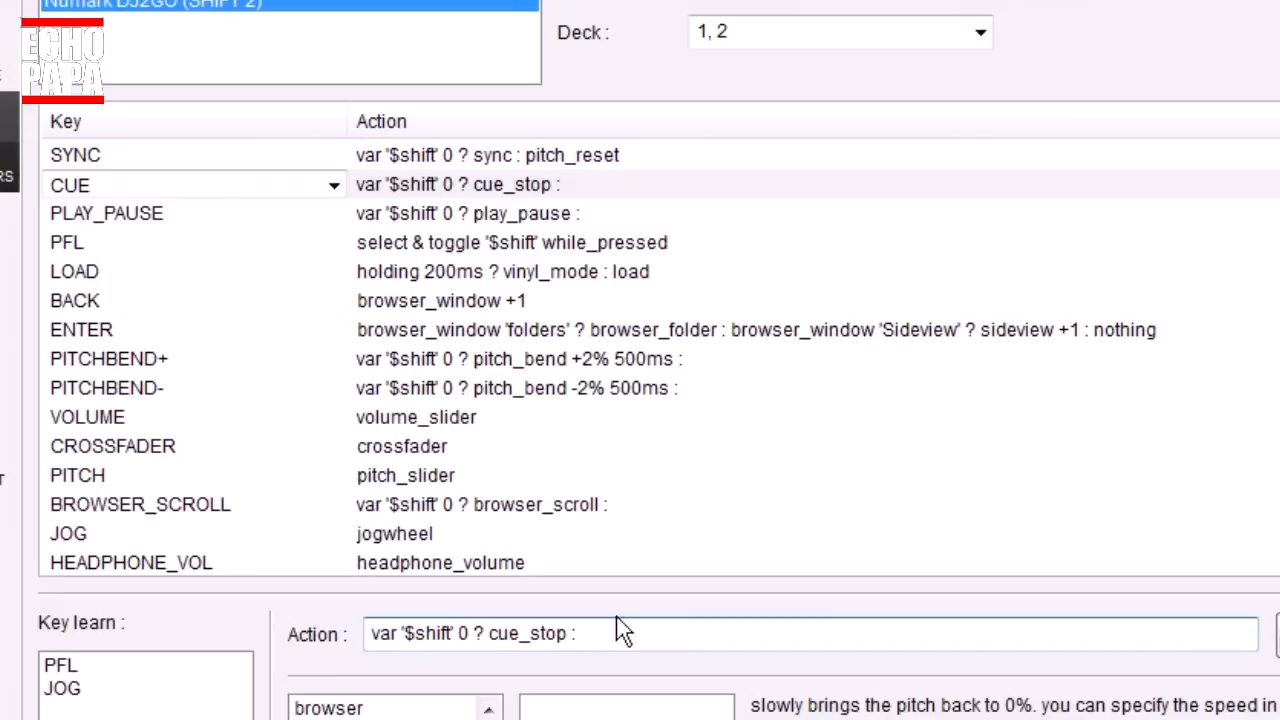 Numark DJ2GO (SHIFT 2)
ECHO
PAPA
Deck : 1, 2
Key Action
SYNC var '$shift' 0 ? sync : pitch_reset
CUE var '$shift' 0 ? cue_stop :
PLAY_PAUSE var '$shift' 0 ? play_pause :
PFL select & toggle '$shift' while_pressed
LOAD holding 200ms ? vinyl_mode : load
BACK browser_window +1
ENTER browser_window 'folders' ? browser_folder : browser_window 'Sideview' ? sideview +1 : nothing
PITCHBEND+ var '$shift' 0 ? pitch_bend +2% 500ms :
PITCHBEND- var '$shift' 0 ? pitch_bend -2% 500ms :
VOLUME volume_slider
CROSSFADER crossfader
PITCH pitch_slider
BROWSER_SCROLL var '$shift' 0 ? browser_scroll :
JOG jogwheel
HEADPHONE_VOL headphone_volume
Key learn :
PFL
JOG
Action : var '$shift' 0 ? cue_stop :
browser
slowly brings the pitch back to 0%. you can specify the speed in